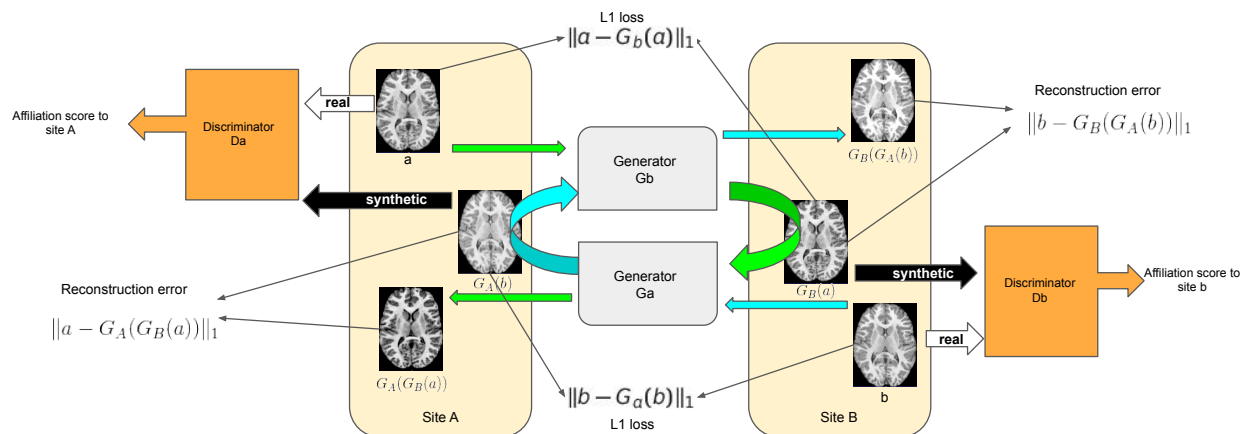 L1 loss
‖a − G_b(a)‖₁
real
Affiliation score to
site A
Discriminator
Da
a
Generator
Gb
G_B(G_A(b))
Reconstruction error
‖b − G_B(G_A(b))‖₁
synthetic
G_A(b)
Generator
Ga
G_B(a)
synthetic
Discriminator
Db
Affiliation score to
site b
Reconstruction error
‖a − G_A(G_B(a))‖₁
G_A(G_B(a))
real
b
‖b − G_a(b)‖₁
L1 loss
Site A
Site B